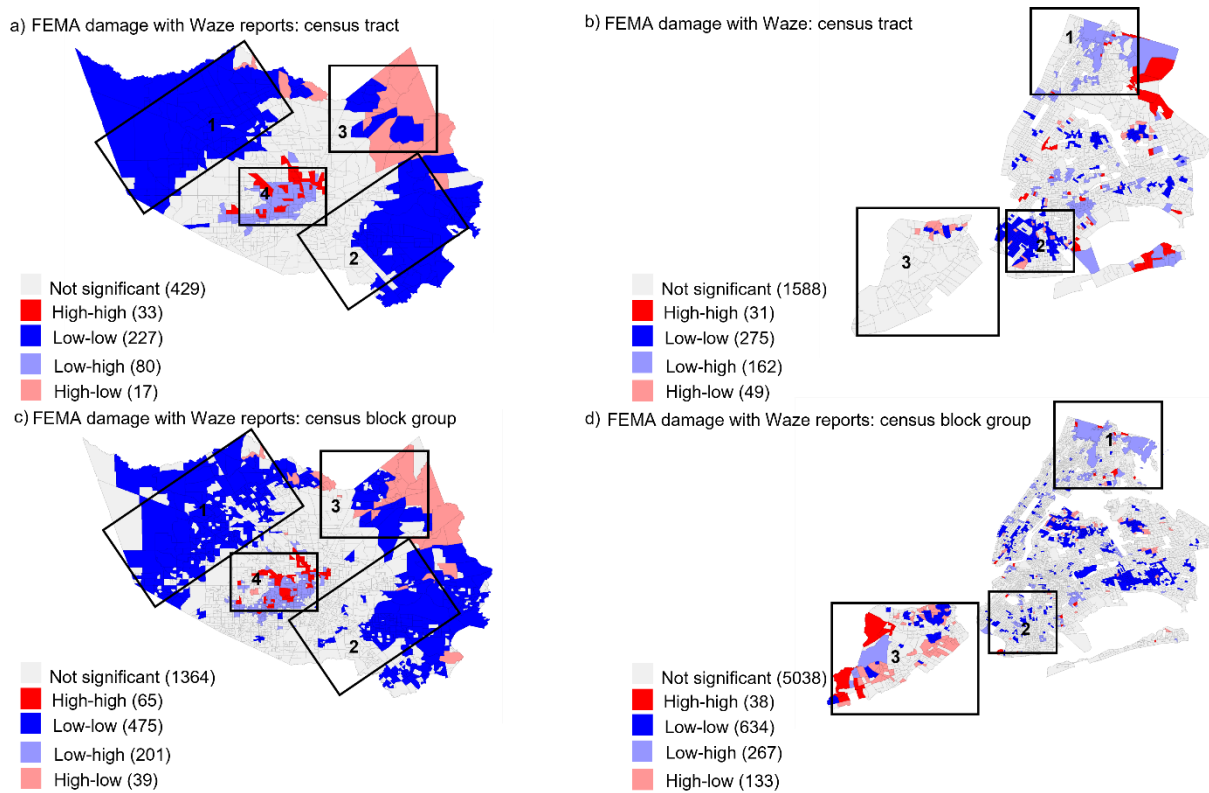 a) FEMA damage with Waze reports: census tract
1
3
4
2
Not significant (429)
High-high (33)
Low-low (227)
Low-high (80)
High-low (17)
b) FEMA damage with Waze: census tract
1
2
3
Not significant (1588)
High-high (31)
Low-low (275)
Low-high (162)
High-low (49)
c) FEMA damage with Waze reports: census block group
1
3
4
2
Not significant (1364)
High-high (65)
Low-low (475)
Low-high (201)
High-low (39)
d) FEMA damage with Waze reports: census block group
1
2
3
Not significant (5038)
High-high (38)
Low-low (634)
Low-high (267)
High-low (133)